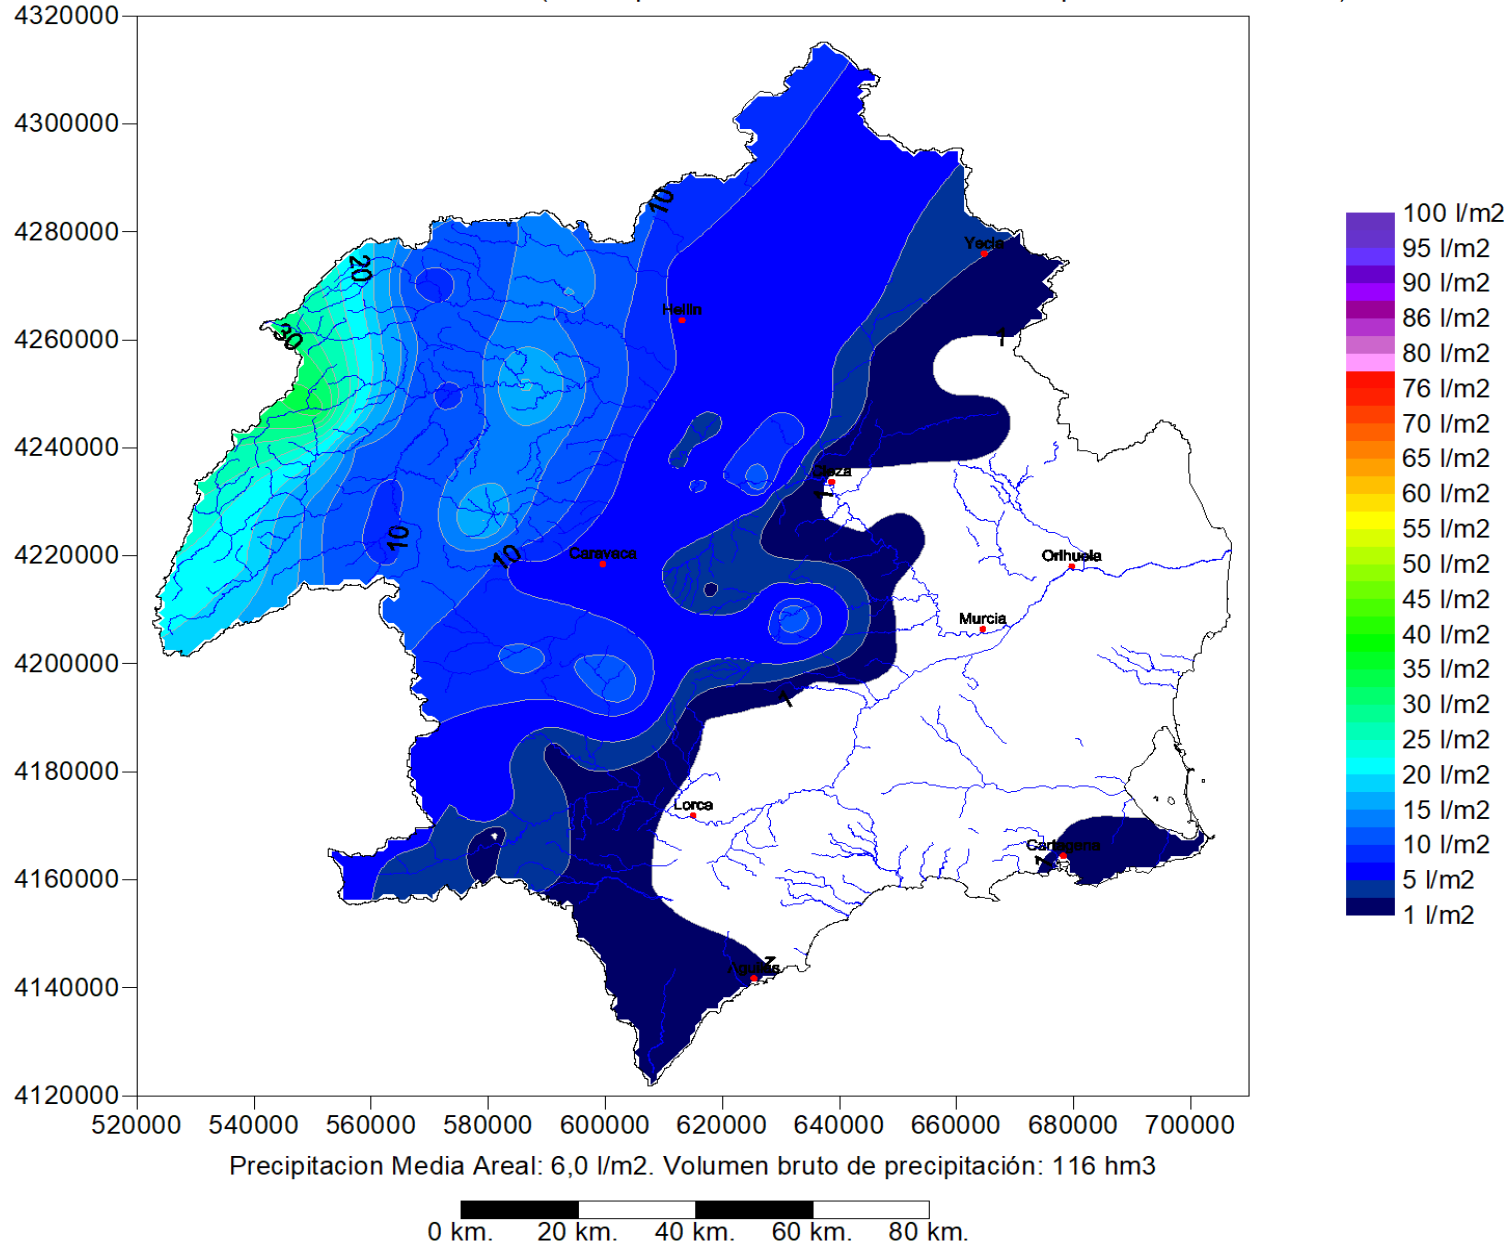 4320000
4300000
4280000
4260000
4240000
4220000
4200000
4180000
4160000
4140000
4120000
520000 540000 560000 580000 600000 620000 640000 660000 680000 700000
10
20
30
Yecla
Hellin
1
Cieza
1
10
10
Caravaca
Orihuela
Murcia
1
Lorca
Cartagena
1
Aguilas
1
100 l/m2
95 l/m2
90 l/m2
86 l/m2
80 l/m2
76 l/m2
70 l/m2
65 l/m2
60 l/m2
55 l/m2
50 l/m2
45 l/m2
40 l/m2
35 l/m2
30 l/m2
25 l/m2
20 l/m2
15 l/m2
10 l/m2
5 l/m2
1 l/m2
Precipitacion Media Areal: 6,0 l/m2. Volumen bruto de precipitación: 116 hm3
0 km. 20 km. 40 km. 60 km. 80 km.